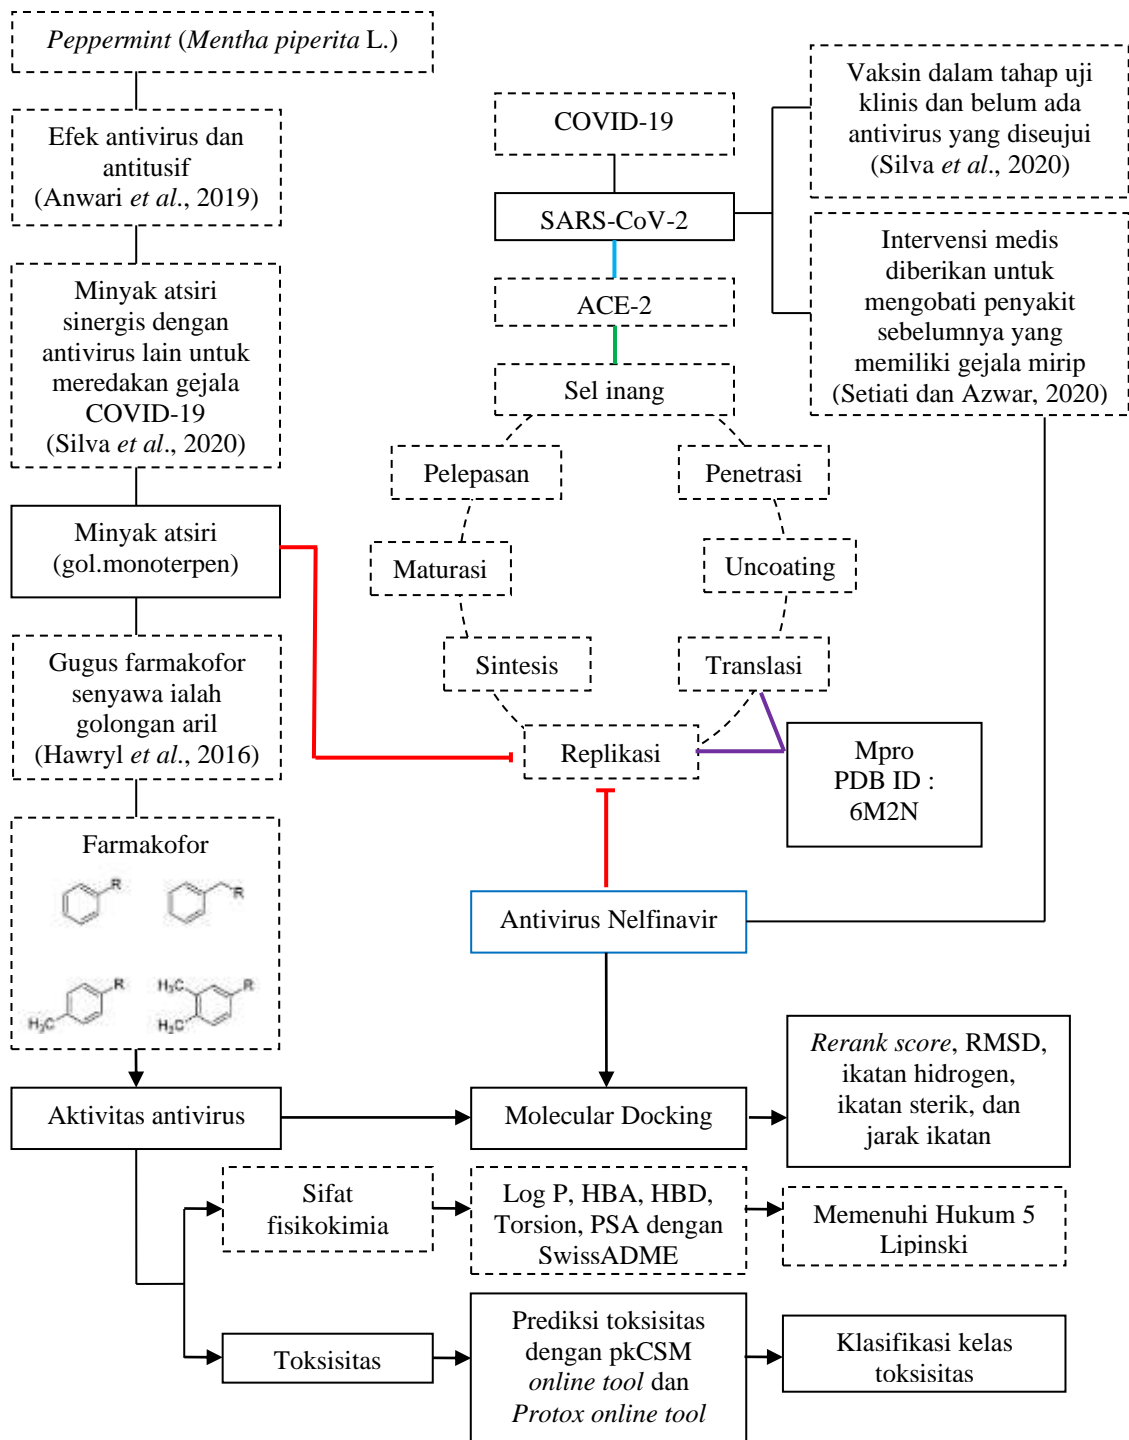 Peppermint (Mentha piperita L.)
Efek antivirus dan
antitusif
(Anwari et al., 2019)
Minyak atsiri
sinergis dengan
antivirus lain untuk
meredakan gejala
COVID-19
(Silva et al., 2020)
Minyak atsiri
(gol.monoterpen)
Gugus farmakofor
senyawa ialah
golongan aril
(Hawryl et al., 2016)
Farmakofor
R
R
H₃C
R
H₃C
H₂C
R
COVID-19
SARS-CoV-2
ACE-2
Sel inang
Pelepasan
Penetrasi
Maturasi
Uncoating
Sintesis
Translasi
Replikasi
Vaksin dalam tahap uji
klinis dan belum ada
antivirus yang diseujui
(Silva et al., 2020)
Intervensi medis
diberikan untuk
mengobati penyakit
sebelumnya yang
memiliki gejala mirip
(Setiati dan Azwar, 2020)
Mpro
PDB ID :
6M2N
Antivirus Nelfinavir
Aktivitas antivirus
Molecular Docking
Rerank score, RMSD,
ikatan hidrogen,
ikatan sterik, dan
jarak ikatan
Sifat
fisikokimia
Log P, HBA, HBD,
Torsion, PSA dengan
SwissADME
Memenuhi Hukum 5
Lipinski
Toksisitas
Prediksi toksisitas
dengan pkCSM
online tool dan
Protox online tool
Klasifikasi kelas
toksisitas